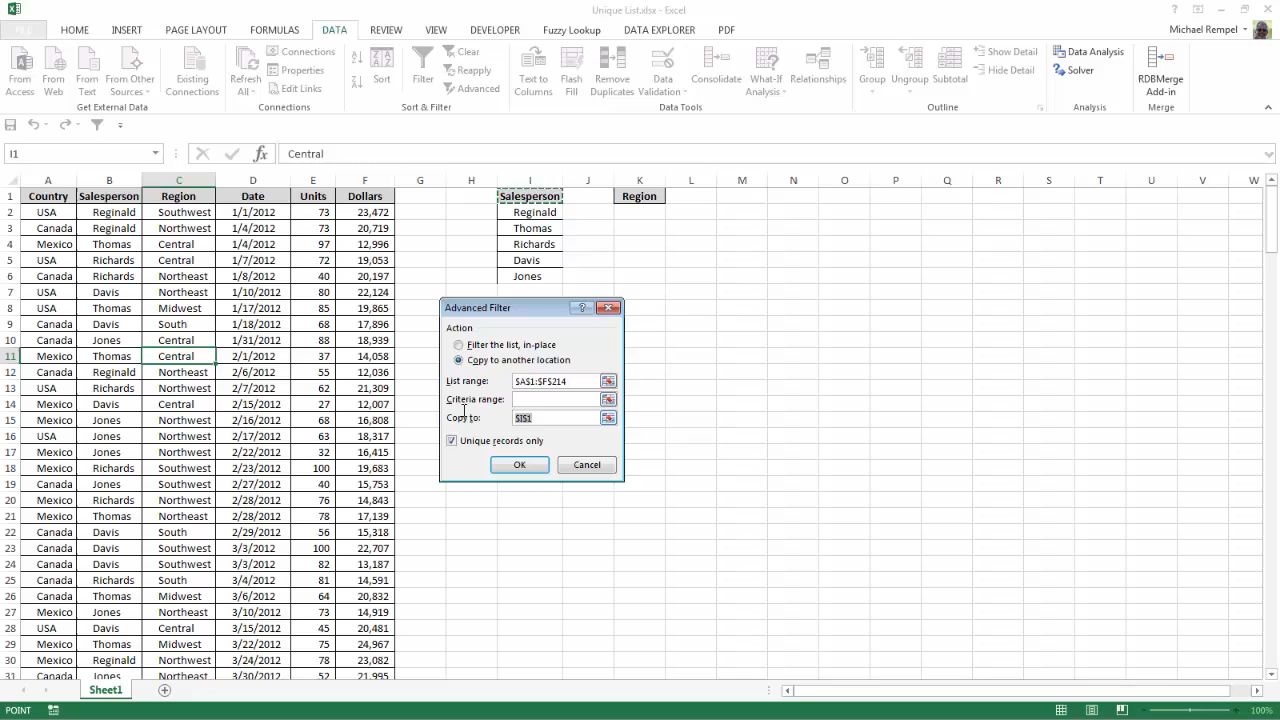 Unique List.xlsx - Excel
FILE HOME INSERT PAGE LAYOUT FORMULAS DATA REVIEW VIEW DEVELOPER Fuzzy Lookup DATA EXPLORER PDF Michael Rempel
From Access From Web From Text From Other Sources Existing Connections Refresh All Connections Properties Edit Links Sort Filter Clear Reapply Advanced Text to Columns Flash Fill Remove Duplicates Data Validation Consolidate What-If Analysis Relationships Group Ungroup Subtotal Show Detail Hide Detail Data Analysis Solver RDBMerge Add-in
Get External Data Connections Sort & Filter Data Tools Outline Analysis Merge
I1 fx Central
A B C D E F G H I J K L M N O P Q R S T U V W
1 Country Salesperson Region Date Units Dollars Salesperson Region
2 USA Reginald Southwest 1/1/2012 73 23,472 Reginald
3 Canada Reginald Northwest 1/4/2012 73 20,719 Thomas
4 Mexico Thomas Central 1/4/2012 97 12,996 Richards
5 USA Richards Central 1/7/2012 72 19,053 Davis
6 Canada Richards Northeast 1/8/2012 40 20,197 Jones
7 USA Davis Northeast 1/10/2012 80 22,124
8 USA Thomas Midwest 1/17/2012 85 19,865
9 Canada Davis South 1/18/2012 68 17,896
10 Canada Jones Central 1/31/2012 88 18,939
11 Mexico Thomas Central 2/1/2012 37 14,058
12 Canada Reginald Northeast 2/6/2012 55 12,036
13 USA Richards Northwest 2/7/2012 62 21,309
14 Mexico Davis Central 2/15/2012 27 12,007
15 Mexico Jones Northwest 2/16/2012 68 16,808
16 USA Jones Northwest 2/17/2012 63 18,317
17 Mexico Jones Northwest 2/22/2012 32 16,415
18 Mexico Richards Southwest 2/23/2012 100 19,683
19 Canada Jones Southwest 2/27/2012 40 15,753
20 Mexico Richards Northwest 2/28/2012 76 14,843
21 Mexico Thomas Northeast 2/28/2012 78 17,139
22 Canada Davis South 2/29/2012 56 15,318
23 Canada Davis Southwest 3/3/2012 100 22,707
24 USA Davis Southwest 3/3/2012 82 13,187
25 Canada Richards South 3/4/2012 81 14,591
26 Canada Thomas Midwest 3/6/2012 64 20,832
27 Mexico Jones Northeast 3/10/2012 73 14,919
28 USA Davis Central 3/15/2012 45 20,481
29 Mexico Thomas Midwest 3/22/2012 75 24,967
30 Mexico Reginald Northwest 3/24/2012 78 23,082
31 Canada Jones Northwest 3/30/2012 52 21,995
Advanced Filter
Action
Filter the list, in-place
Copy to another location
List range: $A$1:$F$214
Criteria range:
Copy to: $I$1
Unique records only
OK Cancel
Sheet1
POINT 100%